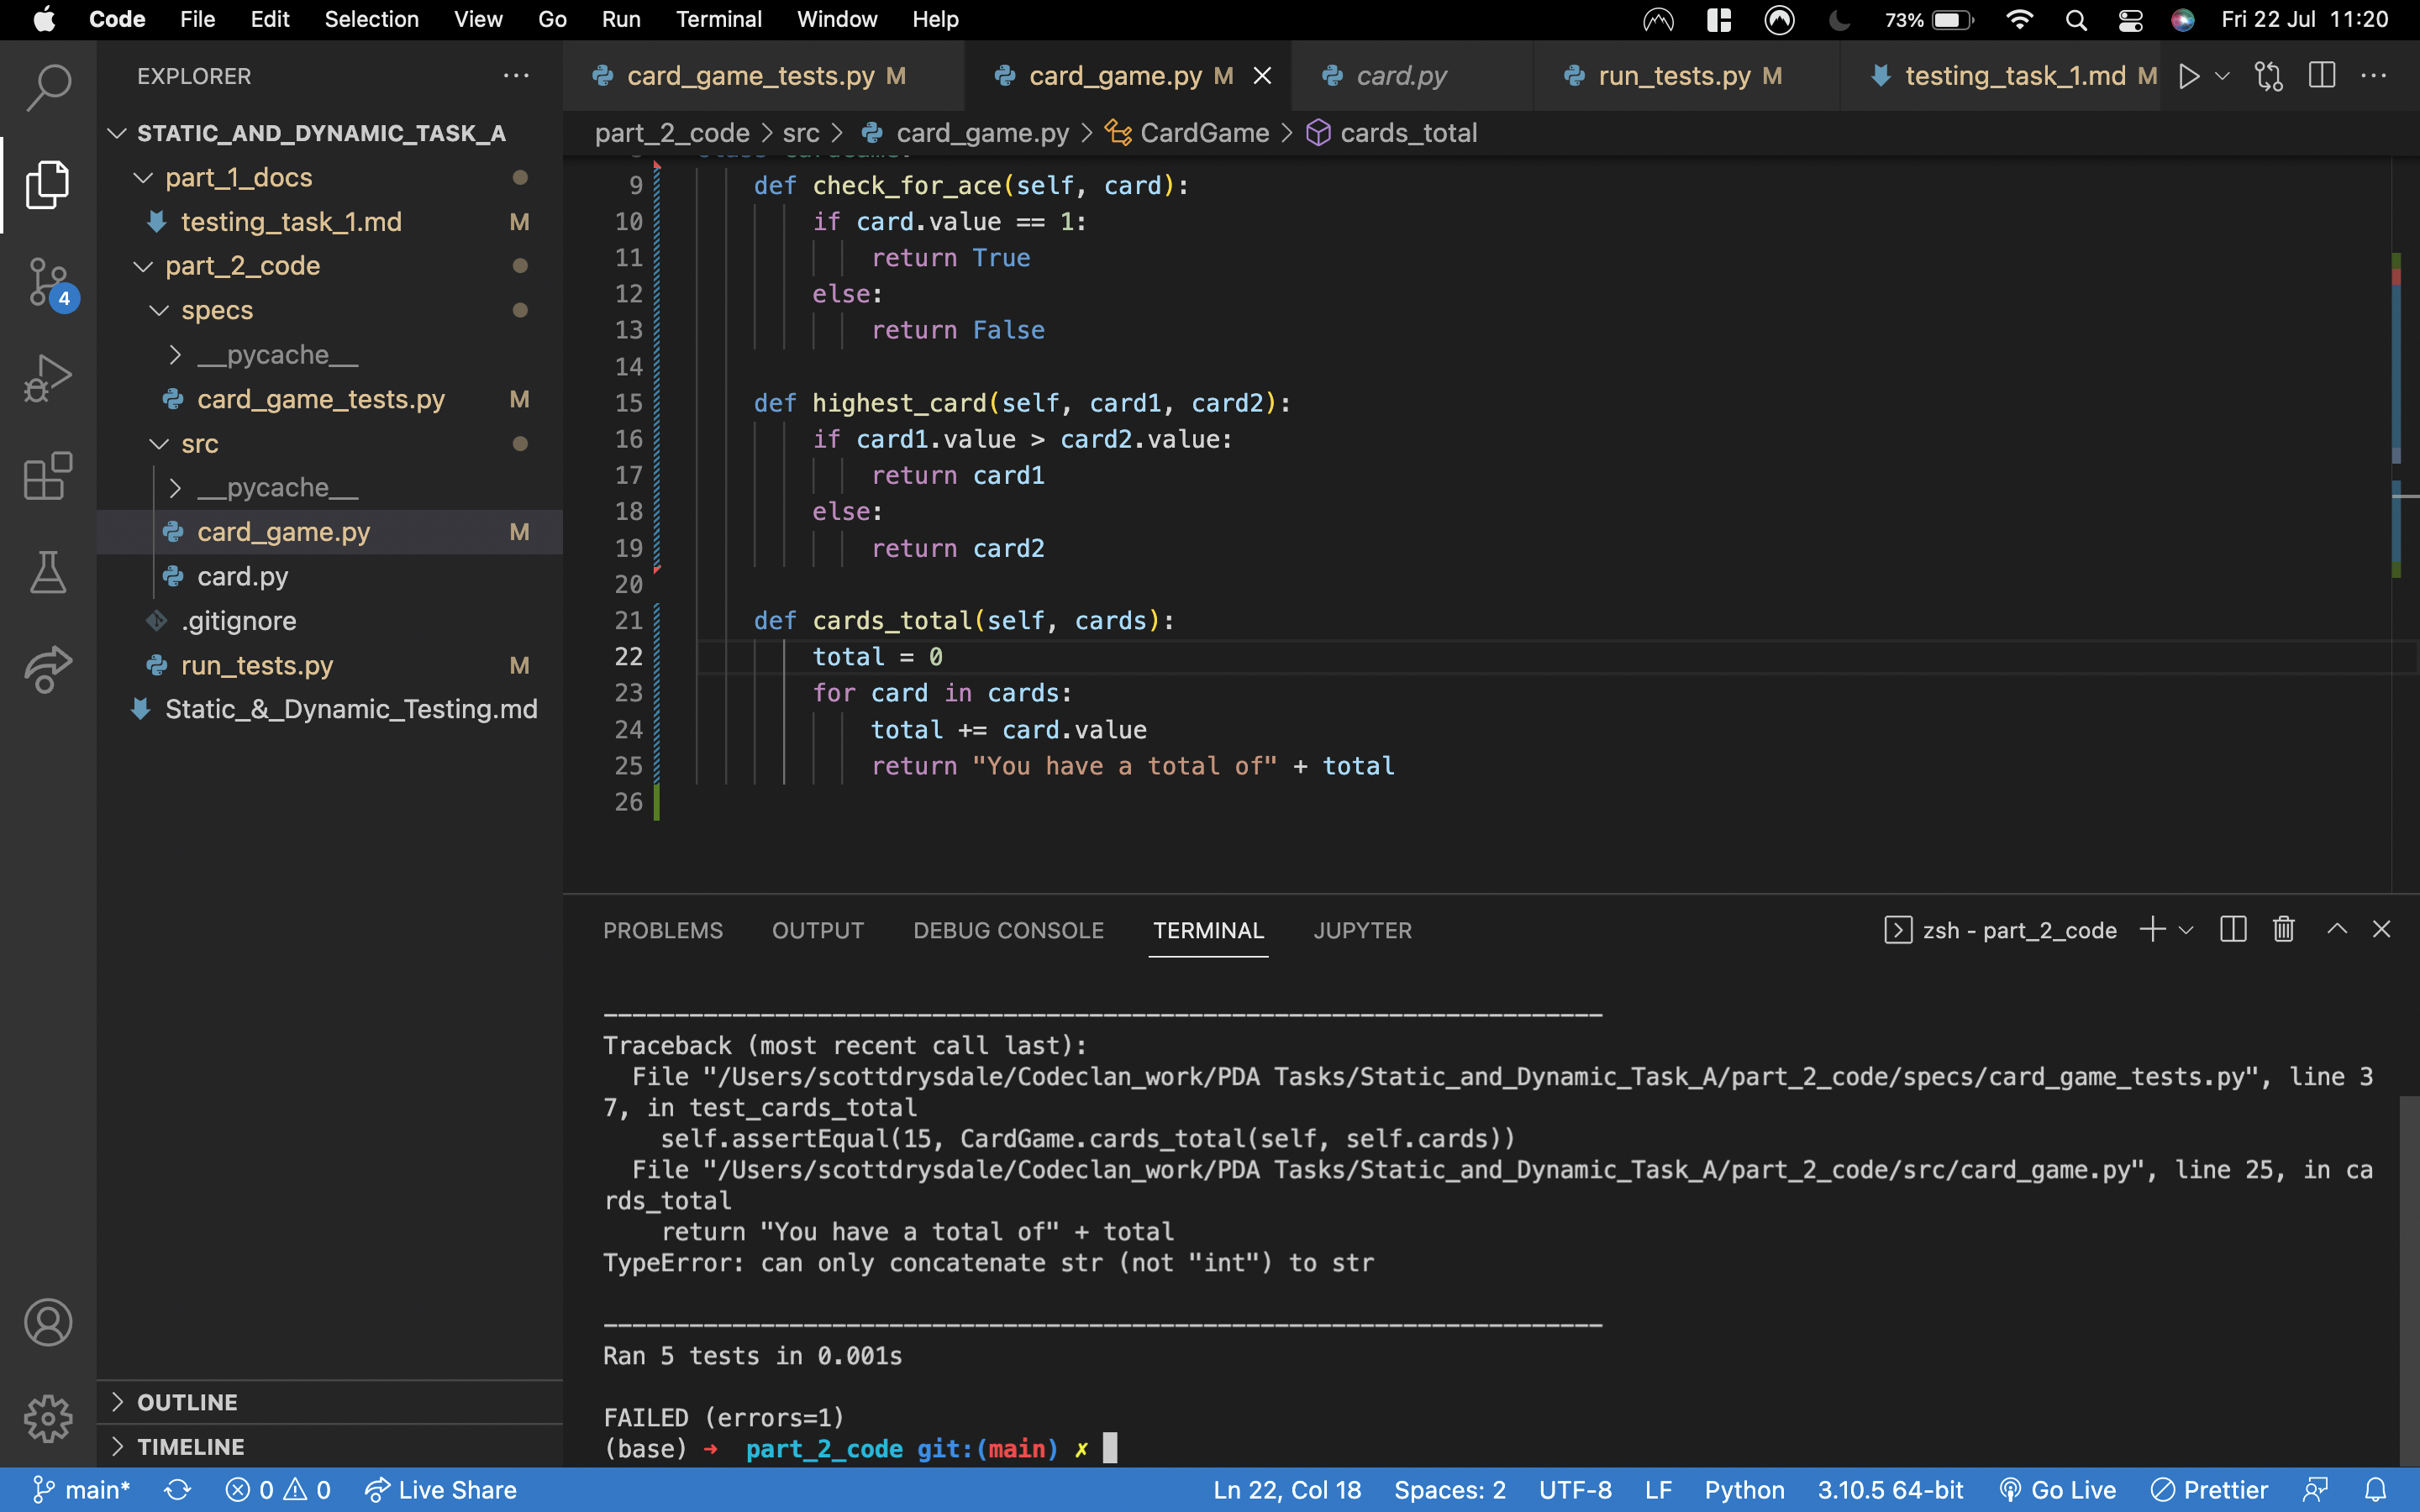 Code File Edit Selection View Go Run Terminal Window Help 73% Fri 22 Jul 11:20
EXPLORER
card_game_tests.py M card_game.py M card.py run_tests.py M testing_task_1.md M
part_2_code > src > card_game.py > CardGame > cards_total
STATIC_AND_DYNAMIC_TASK_A
part_1_docs
testing_task_1.md M
part_2_code
specs
__pycache__
card_game_tests.py M
src
__pycache__
card_game.py M
card.py
.gitignore
run_tests.py M
Static_&_Dynamic_Testing.md
4
OUTLINE
TIMELINE
9 def check_for_ace(self, card):
10 if card.value == 1:
11 return True
12 else:
13 return False
14
15 def highest_card(self, card1, card2):
16 if card1.value > card2.value:
17 return card1
18 else:
19 return card2
20
21 def cards_total(self, cards):
22 total = 0
23 for card in cards:
24 total += card.value
25 return "You have a total of" + total
26
PROBLEMS OUTPUT DEBUG CONSOLE TERMINAL JUPYTER zsh - part_2_code
----------------------------------------------------------------------
Traceback (most recent call last):
File "/Users/scottdrysdale/Codeclan_work/PDA Tasks/Static_and_Dynamic_Task_A/part_2_code/specs/card_game_tests.py", line 3
7, in test_cards_total
self.assertEqual(15, CardGame.cards_total(self, self.cards))
File "/Users/scottdrysdale/Codeclan_work/PDA Tasks/Static_and_Dynamic_Task_A/part_2_code/src/card_game.py", line 25, in ca
rds_total
return "You have a total of" + total
TypeError: can only concatenate str (not "int") to str
----------------------------------------------------------------------
Ran 5 tests in 0.001s
FAILED (errors=1)
(base) ➜ part_2_code git:(main) ✗
main* 0 0 Live Share Ln 22, Col 18 Spaces: 2 UTF-8 LF Python 3.10.5 64-bit Go Live Prettier